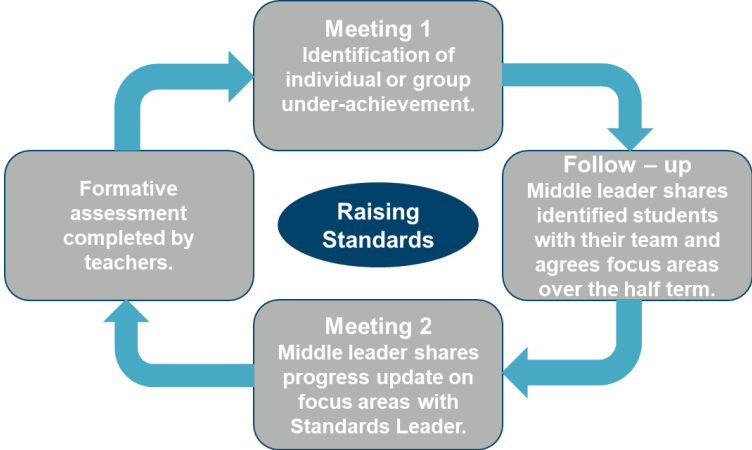 Meeting 1
Identification of
individual or group
under-achievement.
Follow – up
Middle leader shares
identified students
with their team and
agrees focus areas
over the half term.
Raising
Standards
Formative
assessment
completed by
teachers.
Meeting 2
Middle leader shares
progress update on
focus areas with
Standards Leader.